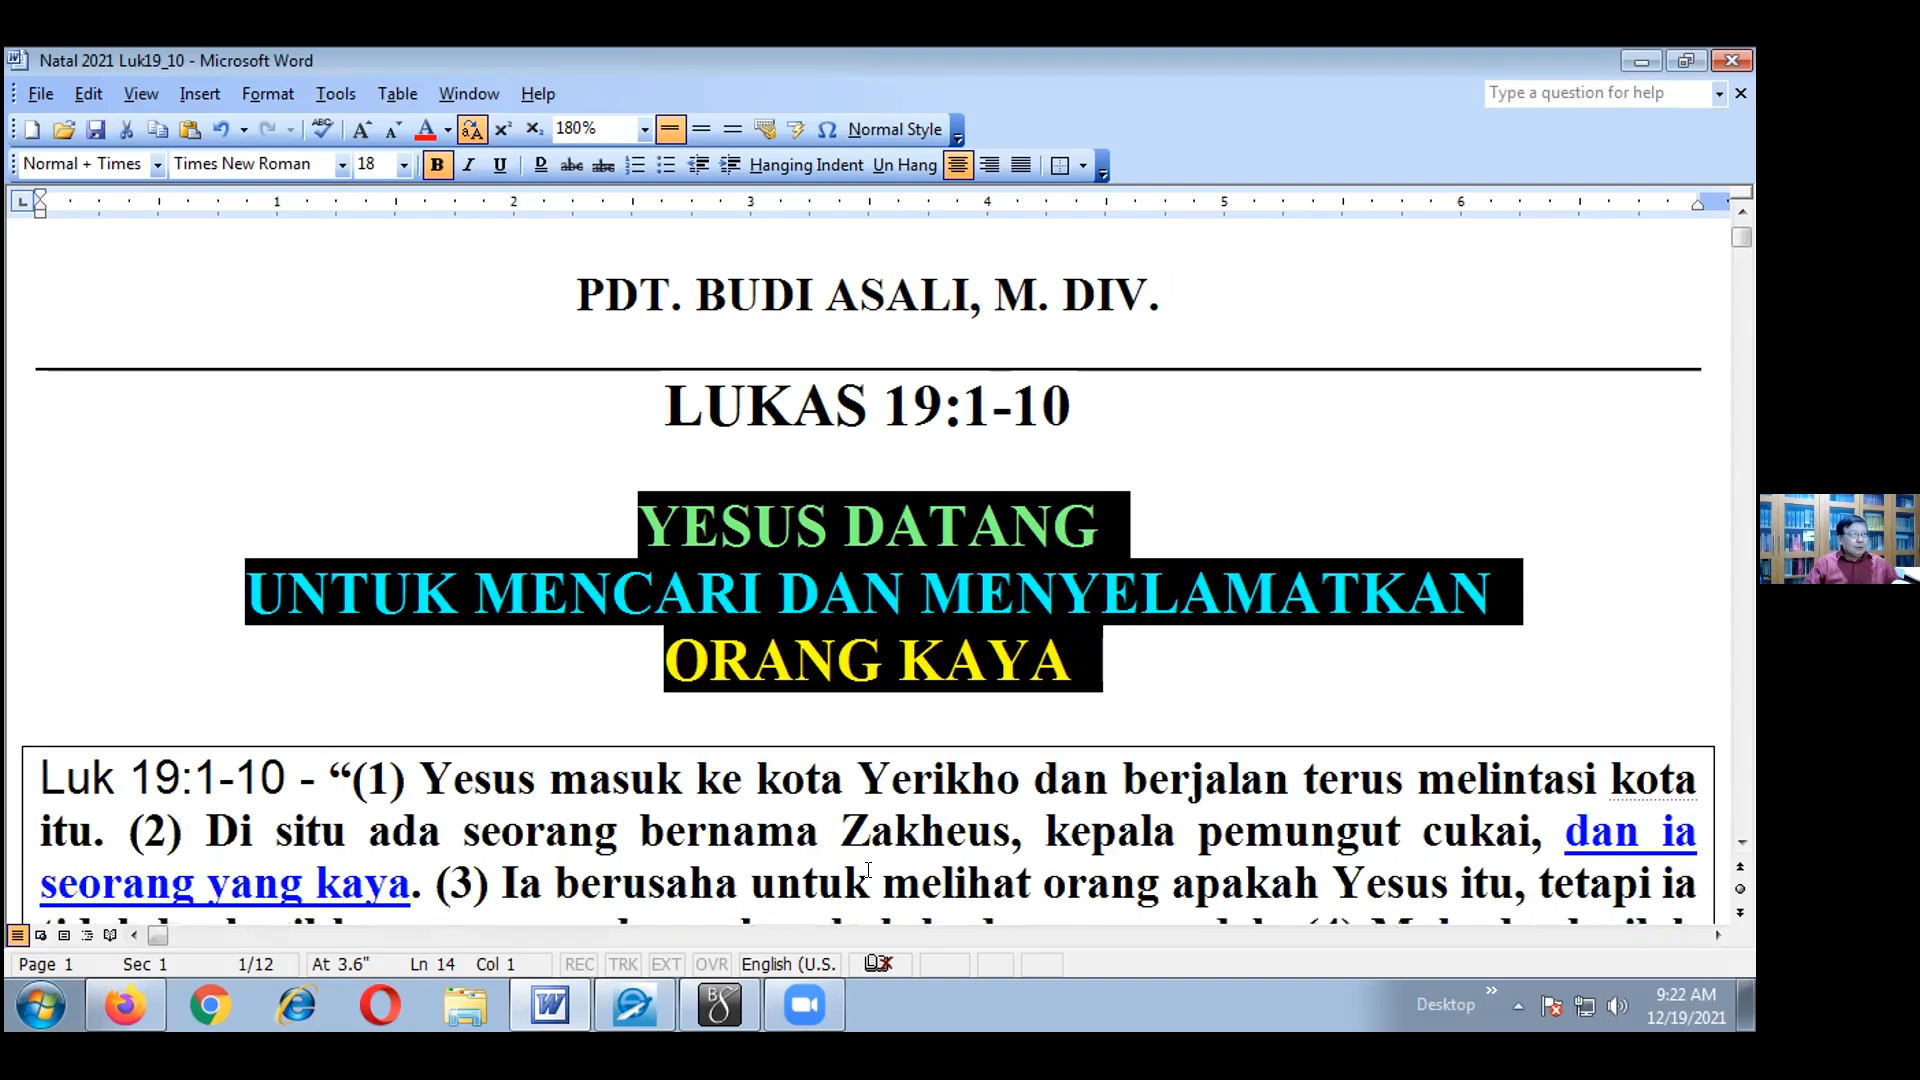 Natal 2021 Luk19_10 - Microsoft Word
File Edit View Insert Format Tools Table Window Help
Type a question for help
180%
Normal Style
Normal + Times
Times New Roman
18
B I U
Hanging Indent Un Hang
1 2 3 4 5 6
PDT. BUDI ASALI, M. DIV.
LUKAS 19:1-10
YESUS DATANG
UNTUK MENCARI DAN MENYELAMATKAN
ORANG KAYA
Luk 19:1-10 - “(1) Yesus masuk ke kota Yerikho dan berjalan terus melintasi kota
itu. (2) Di situ ada seorang bernama Zakheus, kepala pemungut cukai, dan ia
seorang yang kaya. (3) Ia berusaha untuk melihat orang apakah Yesus itu, tetapi ia
Page 1 Sec 1 1/12 At 3.6" Ln 14 Col 1 REC TRK EXT OVR English (U.S.
Desktop
9:22 AM
12/19/2021